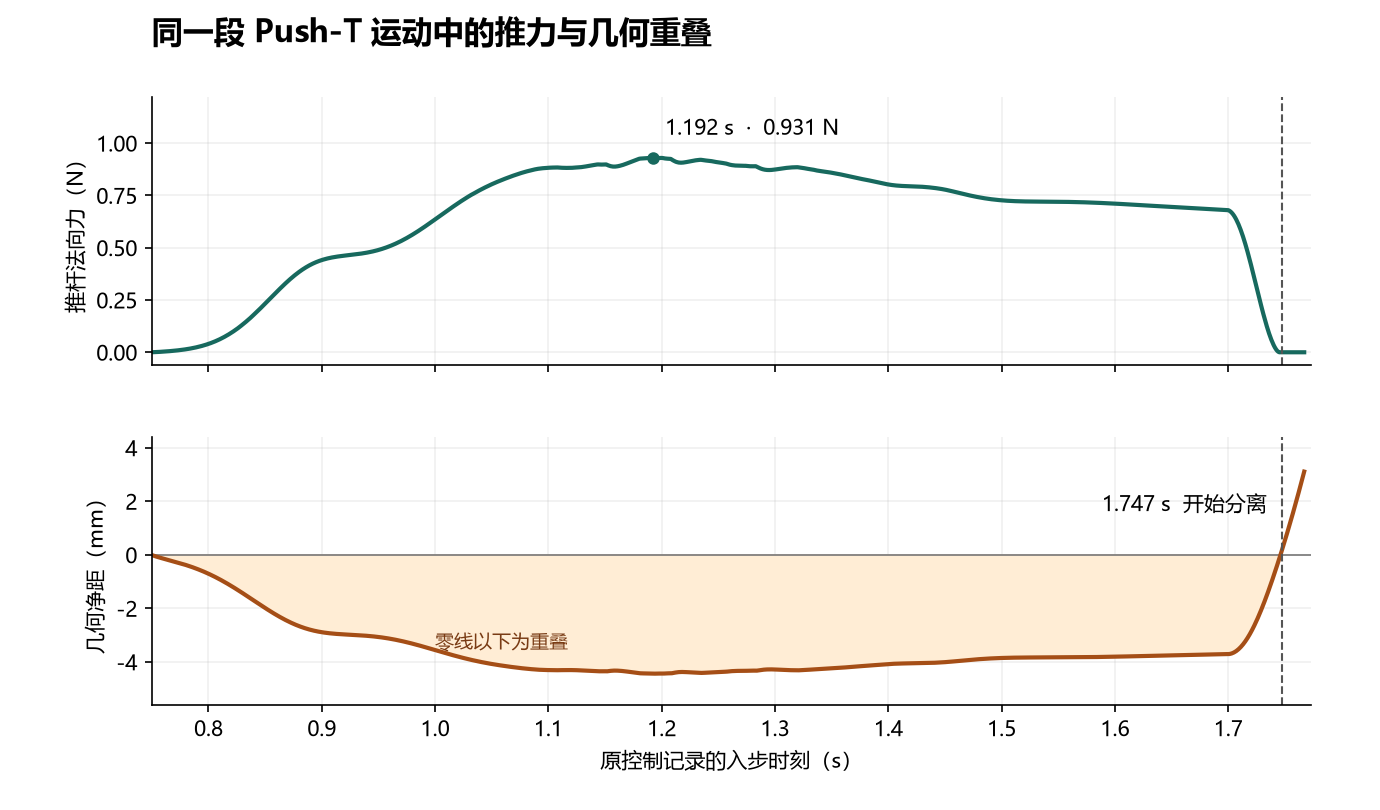 同一段 Push-T 运动中的推力与几何重叠
1.192 s · 0.931 N
推杆法向力（N）
1.00
0.75
0.50
0.25
0.00
几何净距（mm）
4
2
0
-2
-4
1.747 s 开始分离
零线以下为重叠
0.8 0.9 1.0 1.1 1.2 1.3 1.4 1.5 1.6 1.7
原控制记录的入步时刻（s）